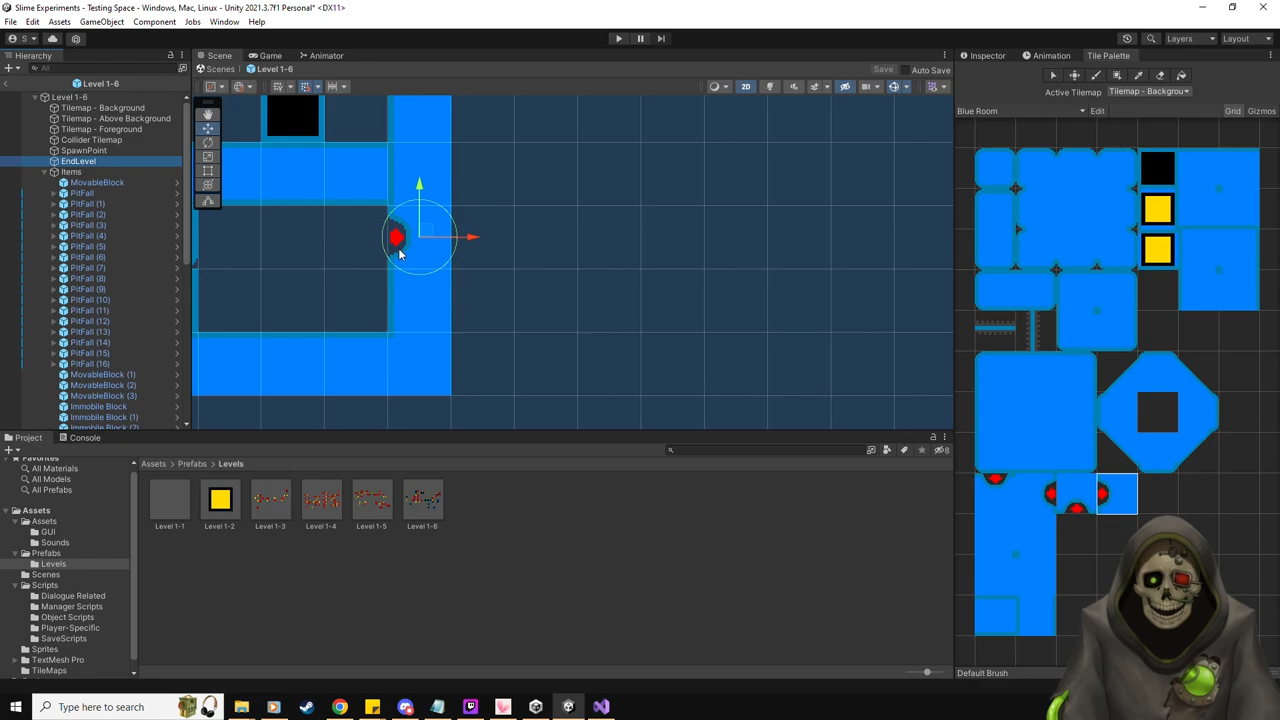 Slime Experiments - Testing Space - Windows, Mac, Linux - Unity 2021.3.7f1 Personal* <DX11>
File Edit Assets GameObject Component Jobs Window Help
S Layers Layout
Hierarchy Scene Game Animator Inspector Animation Tile Palette
All Scenes Level 1-6 Save Auto Save
Level 1-6
2D
Active Tilemap Tilemap - Backgrou
Blue Room Edit Grid Gizmos
Level 1-6
Tilemap - Background
Tilemap - Above Background
Tilemap - Foreground
Collider Tilemap
SpawnPoint
EndLevel
Items
MovableBlock
PitFall
PitFall (1)
PitFall (2)
PitFall (3)
PitFall (4)
PitFall (5)
PitFall (6)
PitFall (7)
PitFall (8)
PitFall (9)
PitFall (10)
PitFall (11)
PitFall (12)
PitFall (13)
PitFall (14)
PitFall (15)
PitFall (16)
MovableBlock (1)
MovableBlock (2)
MovableBlock (3)
Immobile Block
Immobile Block (1)
Immobile Block (2)
Project Console
8
Favorites
All Materials
All Models
All Prefabs
Assets
Assets
GUI
Sounds
Prefabs
Levels
Scenes
Scripts
Dialogue Related
Manager Scripts
Object Scripts
Player-Specific
SaveScripts
Sprites
TextMesh Pro
TileMaps
Assets Prefabs Levels
Level 1-1 Level 1-2 Level 1-3 Level 1-4 Level 1-5 Level 1-6
Default Brush
Type here to search